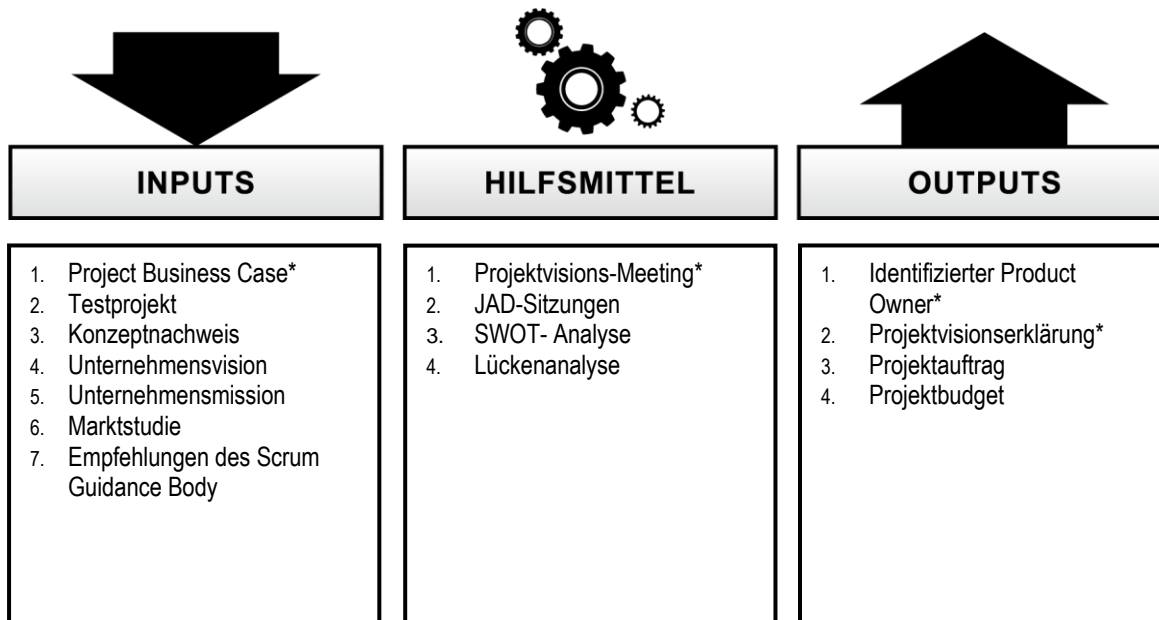 INPUTS
1. Project Business Case*
2. Testprojekt
3. Konzeptnachweis
4. Unternehmensvision
5. Unternehmensmission
6. Marktstudie
7. Empfehlungen des Scrum
Guidance Body
HILFSMITTEL
1. Projektvisions-Meeting*
2. JAD-Sitzungen
3. SWOT- Analyse
4. Lückenanalyse
OUTPUTS
1. Identifizierter Product
Owner*
2. Projektvisionserklärung*
3. Projektauftrag
4. Projektbudget